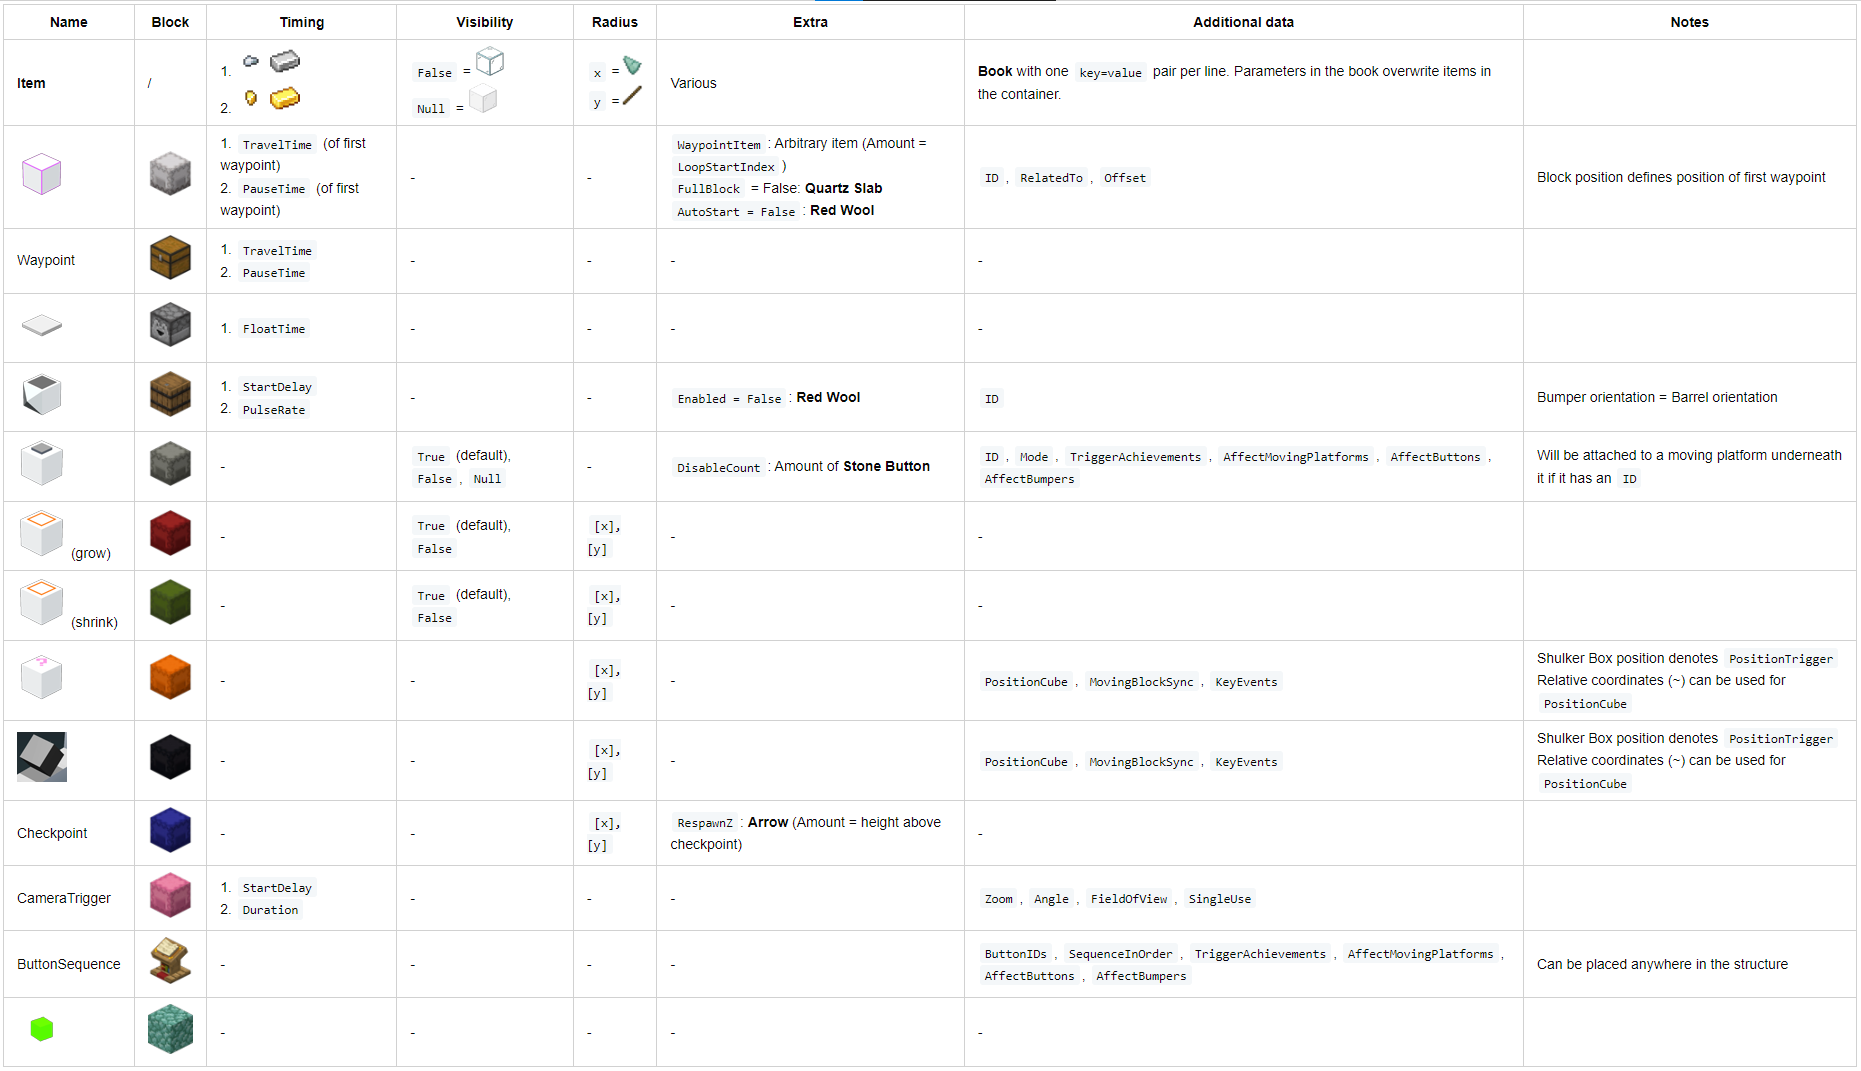 Name Block Timing Visibility Radius Extra Additional data Notes
Item / 1. 2. False = Null = x = y = Various Book with one key=value pair per line. Parameters in the book overwrite items in
the container.
1. TravelTime (of first
waypoint)
2. PauseTime (of first
waypoint)
-
-
WaypointItem : Arbitrary item (Amount =
LoopStartIndex )
FullBlock = False: Quartz Slab
AutoStart = False : Red Wool
ID , RelatedTo , Offset
Block position defines position of first waypoint
Waypoint
1. TravelTime
2. PauseTime
-
-
-
-
1. FloatTime
-
-
-
-
1. StartDelay
2. PulseRate
-
-
Enabled = False : Red Wool
ID
Bumper orientation = Barrel orientation
-
True (default),
False , Null
-
DisableCount : Amount of Stone Button
ID , Mode , TriggerAchievements , AffectMovingPlatforms , AffectButtons ,
AffectBumpers
Will be attached to a moving platform underneath
it if it has an ID
(grow)
-
True (default),
False
[x],
[y]
-
-
(shrink)
-
True (default),
False
[x],
[y]
-
-
-
-
[x],
[y]
-
PositionCube , MovingBlockSync , KeyEvents
Shulker Box position denotes PositionTrigger
Relative coordinates (~) can be used for
PositionCube
-
-
[x],
[y]
-
PositionCube , MovingBlockSync , KeyEvents
Shulker Box position denotes PositionTrigger
Relative coordinates (~) can be used for
PositionCube
Checkpoint
-
-
[x],
[y]
RespawnZ : Arrow (Amount = height above
checkpoint)
-
CameraTrigger
1. StartDelay
2. Duration
-
-
-
Zoom , Angle , FieldOfView , SingleUse
ButtonSequence
-
-
-
-
ButtonIDs , SequenceInOrder , TriggerAchievements , AffectMovingPlatforms ,
AffectButtons , AffectBumpers
Can be placed anywhere in the structure
-
-
-
-
-